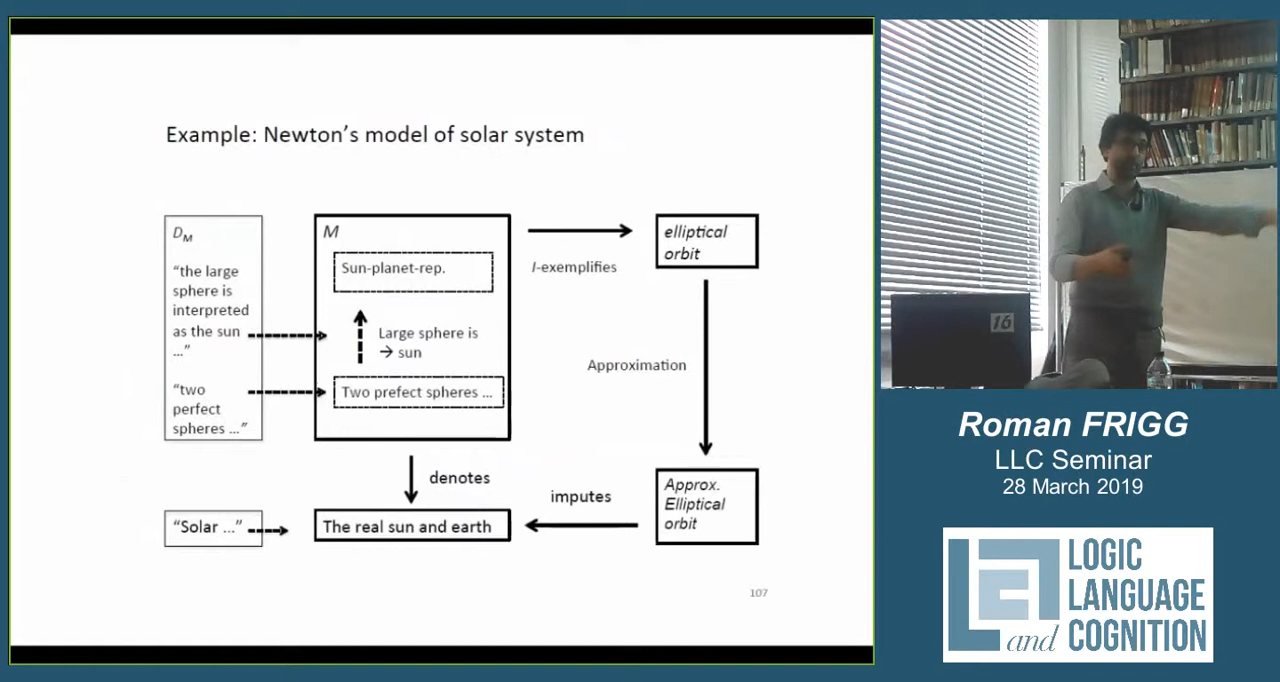 Example: Newton's model of solar system
D_M
"the large
sphere is
interpreted
as the sun
..."
"two
perfect
spheres ..."
M
Sun-planet-rep.
Large sphere is
→ sun
Two prefect spheres ...
I-exemplifies
elliptical
orbit
Approximation
denotes
imputes
Approx.
Elliptical
orbit
"Solar ..."
The real sun and earth
107
16
Roman FRIGG
LLC Seminar
28 March 2019
LOGIC
LANGUAGE
and COGNITION